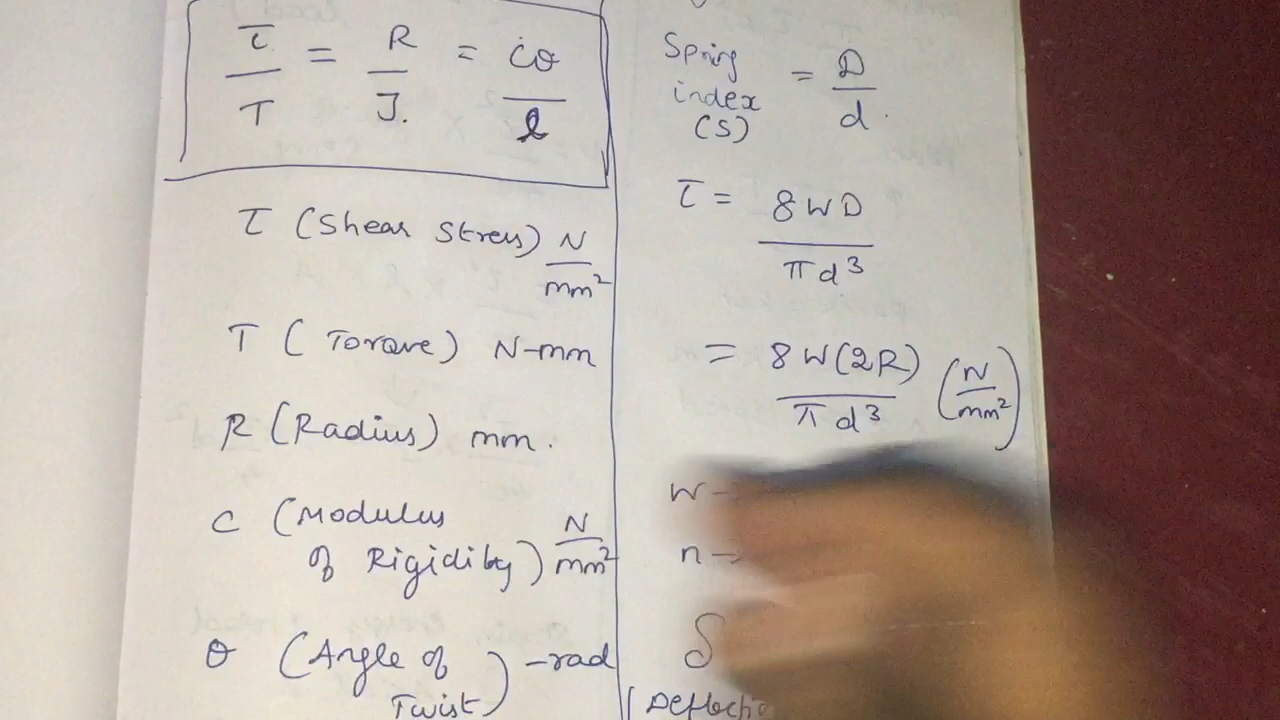 τ/T = R/J. = Cθ/l
τ (Shear Stress) N/mm²
T (Torque) N-mm
R (Radius) mm.
C (Modulus
of Rigidity) N/mm²
θ (Angle of
Twist) -rad
Spring
index
(S) = D/d.
τ = 8WD/πd³
= 8W(2R)/πd³ (N/mm²)
W →
n →
δ